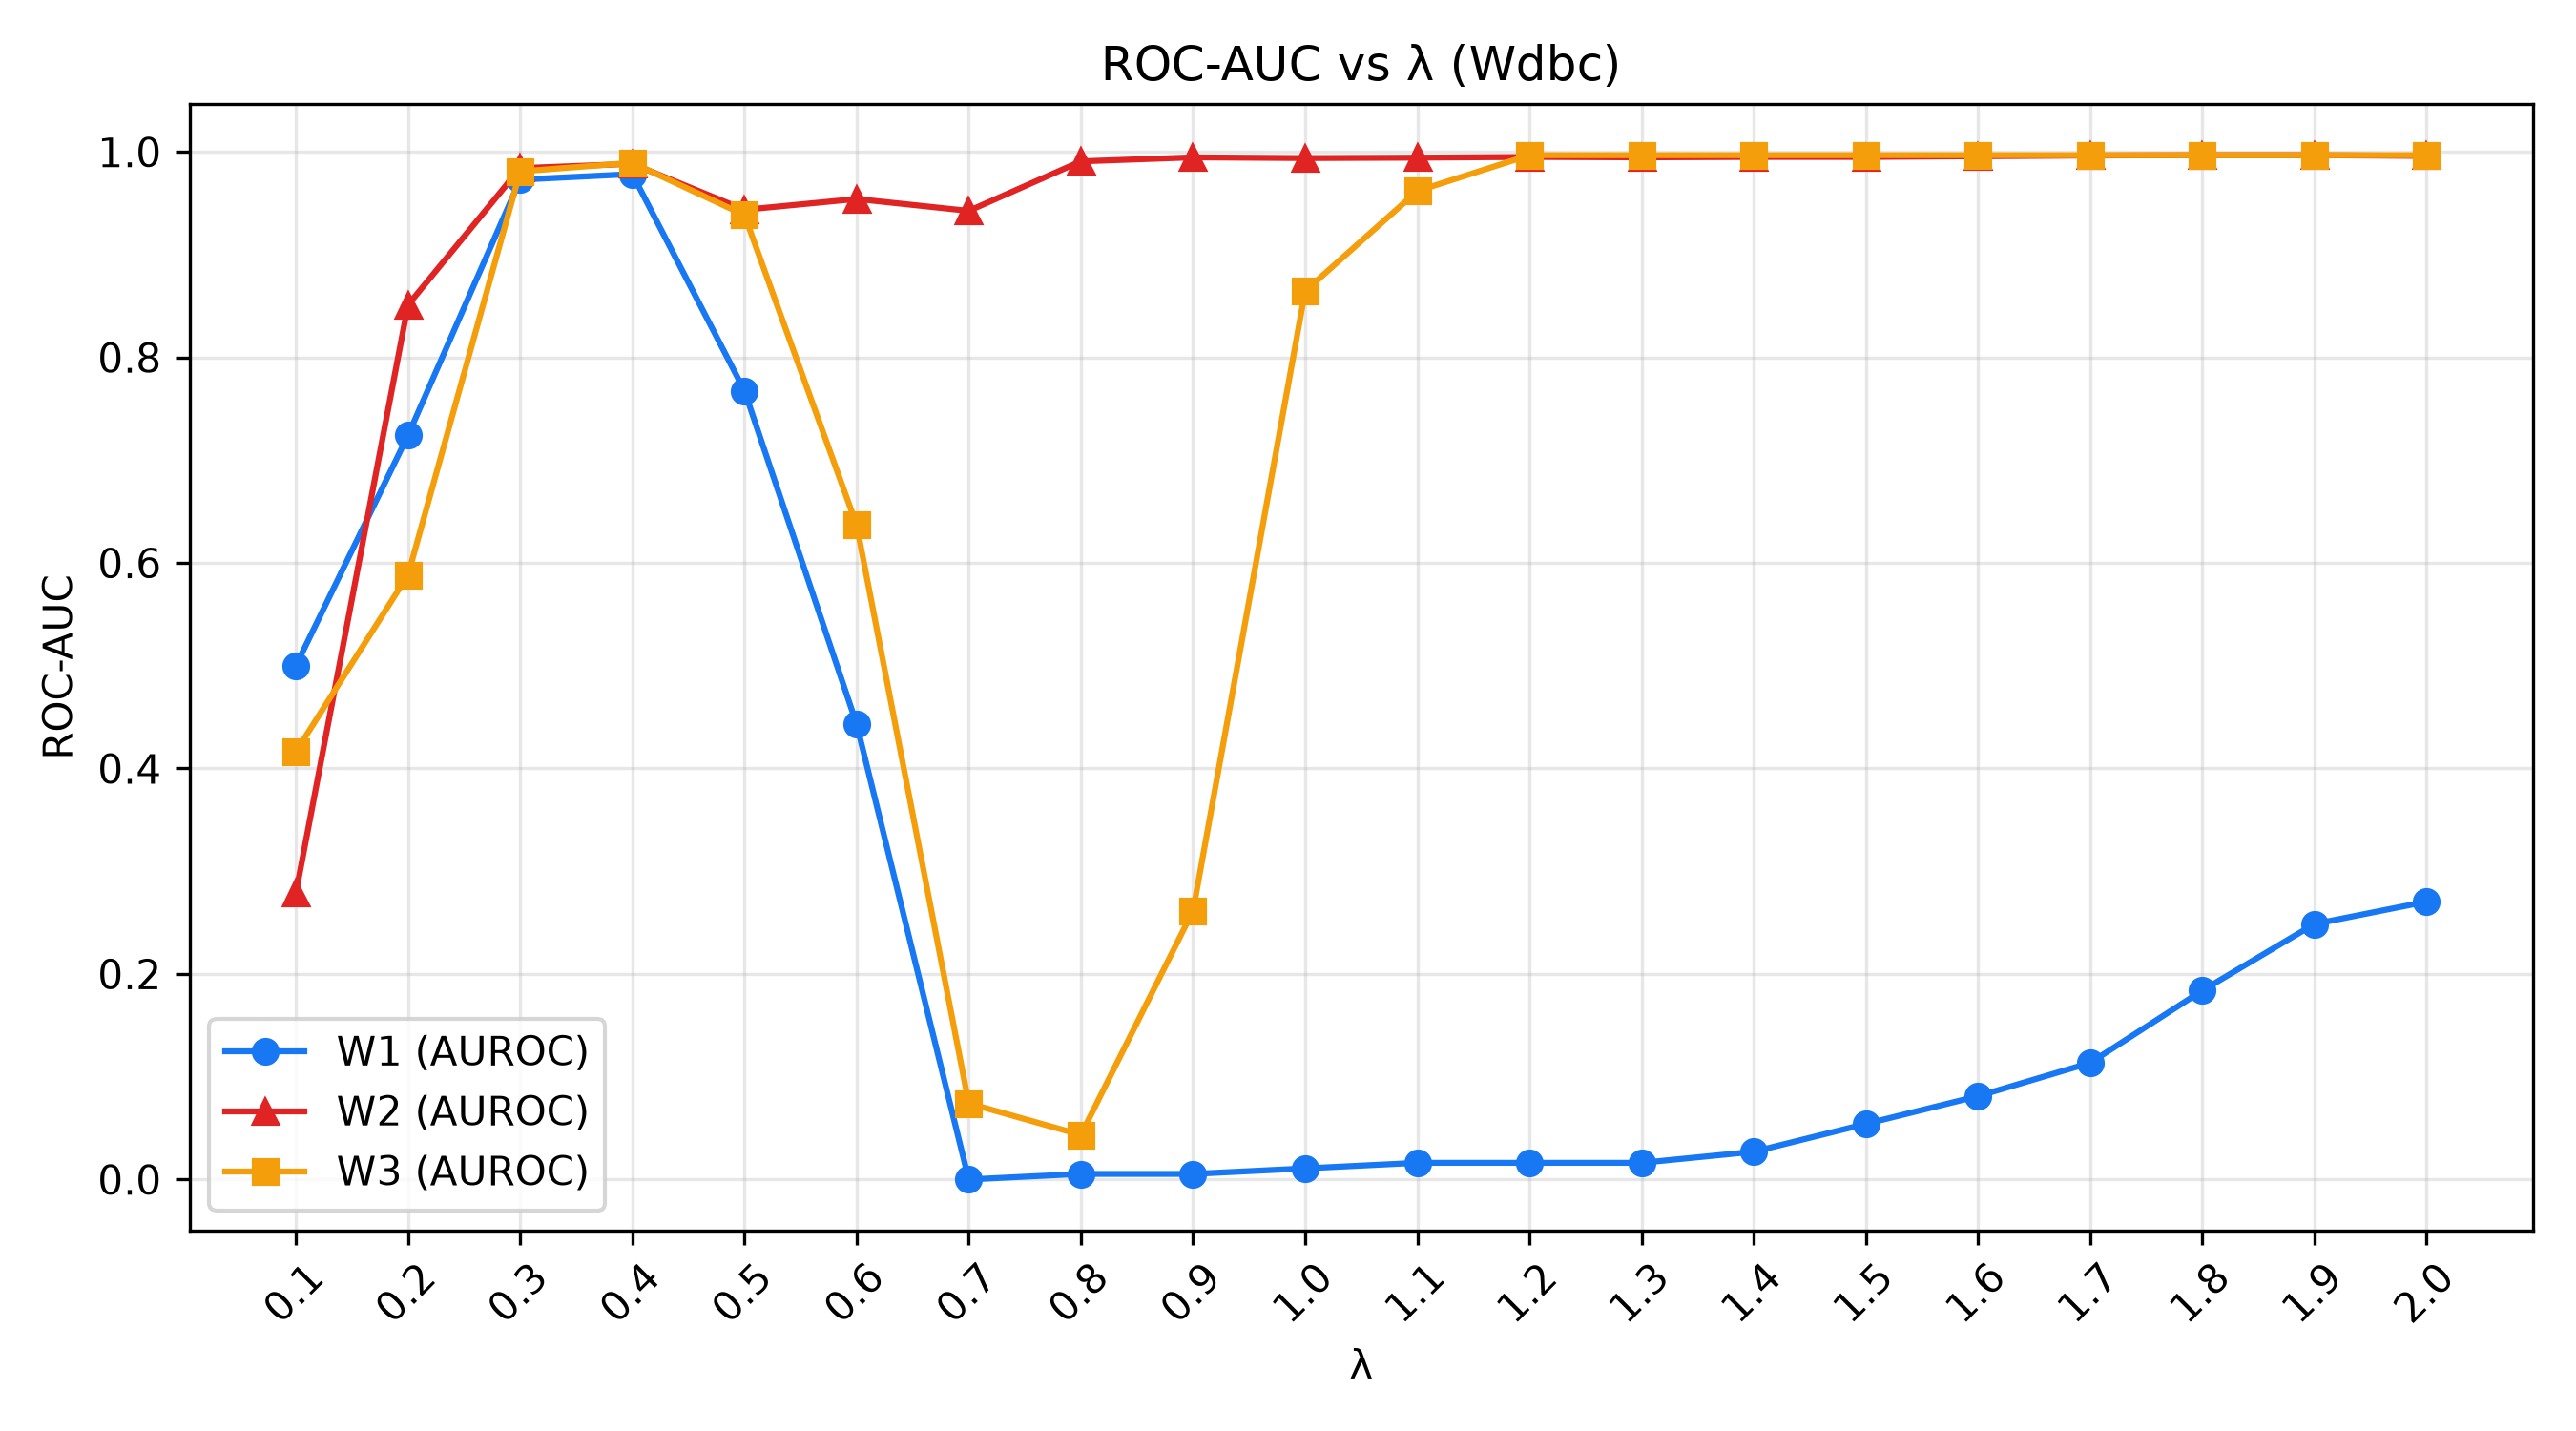 ROC-AUC vs λ (Wdbc)
ROC-AUC
1.0
0.8
0.6
0.4
0.2
0.0
W1 (AUROC)
W2 (AUROC)
W3 (AUROC)
0.1 0.2 0.3 0.4 0.5 0.6 0.7 0.8 0.9 1.0 1.1 1.2 1.3 1.4 1.5 1.6 1.7 1.8 1.9 2.0
λ